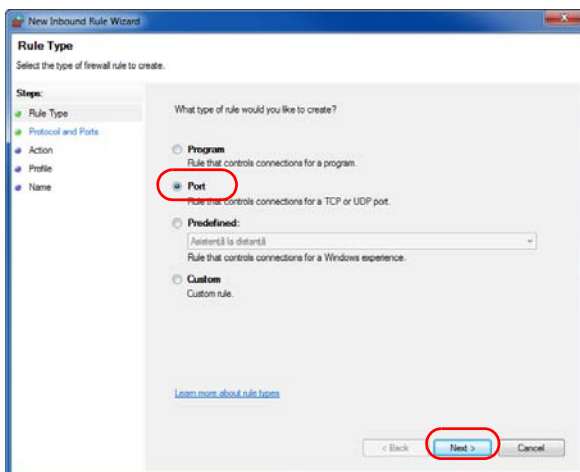 New Inbound Rule Wizard
Rule Type
Select the type of firewall rule to create.
Steps:
Rule Type
Protocol and Ports
Action
Profile
Name
What type of rule would you like to create?
Program
Rule that controls connections for a program.
Port
Rule that controls connections for a TCP or UDP port.
Predefined:
Asistență la distanță
Rule that controls connections for a Windows experience.
Custom
Custom rule.
Learn more about rule types
< Back
Next >
Cancel